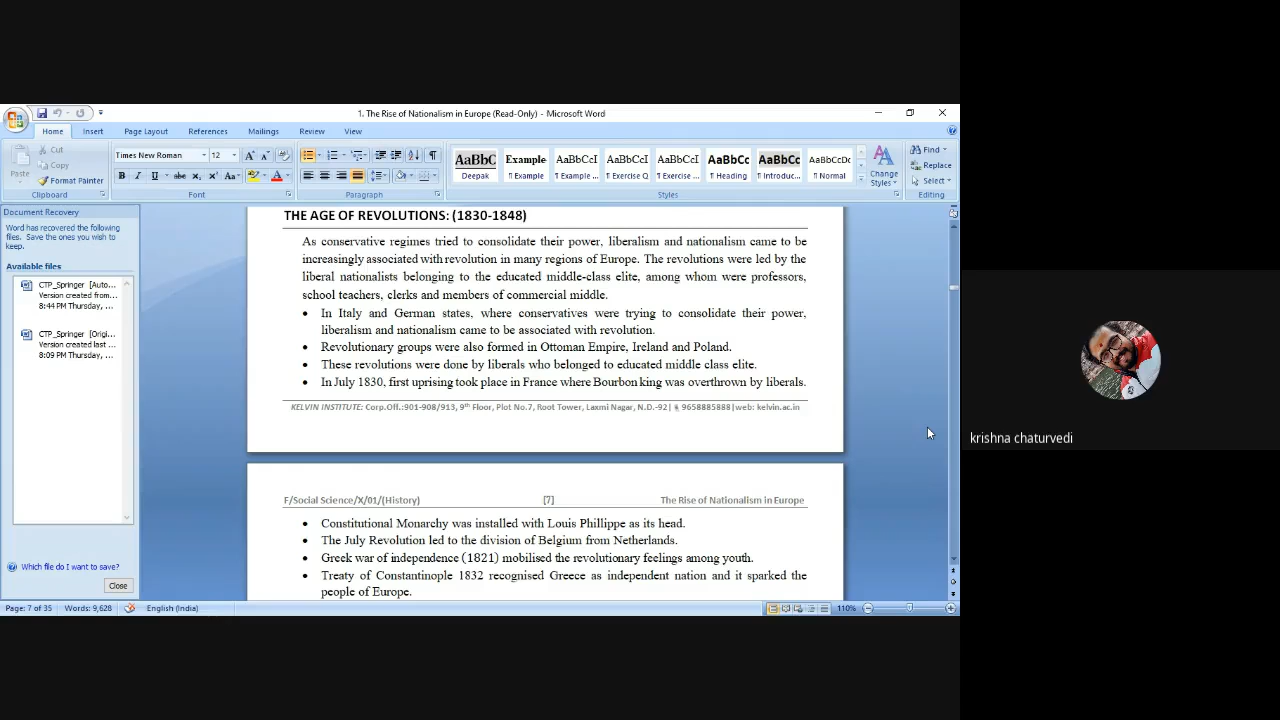 1. The Rise of Nationalism in Europe (Read-Only) - Microsoft Word
Home Insert Page Layout References Mailings Review View
Paste
Cut
Copy
Format Painter
Clipboard
Times New Roman 12
B I U abc x₂ x² Aa
Font
Paragraph
AaBbC Example AaBbCcI AaBbCcI AaBbCcI AaBbCc AaBbCc AaBbCcDc
Deepak ¶ Example ¶ Example ... ¶ Exercise Q ¶ Exercise ... ¶ Heading ¶ Introduc... ¶ Normal
Change
Styles
Styles
Find
Replace
Select
Editing
Document Recovery
Word has recovered the following
files. Save the ones you wish to
keep.
Available files
CTP_Springer [Auto...
Version created from...
8:44 PM Thursday, ...
CTP_Springer [Origi...
Version created last ...
8:09 PM Thursday, ...
Which file do I want to save?
Close
THE AGE OF REVOLUTIONS: (1830-1848)
As conservative regimes tried to consolidate their power, liberalism and nationalism came to be
increasingly associated with revolution in many regions of Europe. The revolutions were led by the
liberal nationalists belonging to the educated middle-class elite, among whom were professors,
school teachers, clerks and members of commercial middle.
• In Italy and German states, where conservatives were trying to consolidate their power,
liberalism and nationalism came to be associated with revolution.
• Revolutionary groups were also formed in Ottoman Empire, Ireland and Poland.
• These revolutions were done by liberals who belonged to educated middle class elite.
• In July 1830, first uprising took place in France where Bourbon king was overthrown by liberals.
KELVIN INSTITUTE: Corp.Off.:901-908/913, 9th Floor, Plot No.7, Root Tower, Laxmi Nagar, N.D.-92| 9658885888|web: kelvin.ac.in
F/Social Science/X/01/(History) [7] The Rise of Nationalism in Europe
• Constitutional Monarchy was installed with Louis Phillippe as its head.
• The July Revolution led to the division of Belgium from Netherlands.
• Greek war of independence (1821) mobilised the revolutionary feelings among youth.
• Treaty of Constantinople 1832 recognised Greece as independent nation and it sparked the
people of Europe.
Page: 7 of 35 Words: 9,628 English (India) 110%
krishna chaturvedi